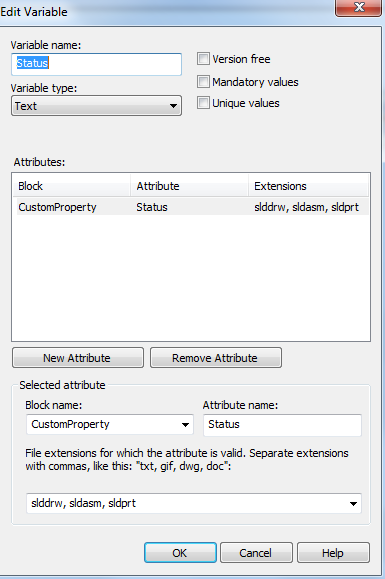 Edit Variable
Variable name:
Status
Version free
Variable type:
Mandatory values
Text
Unique values
Attributes:
Block Attribute Extensions
CustomProperty Status slddrw, sldasm, sldprt
New Attribute Remove Attribute
Selected attribute
Block name: Attribute name:
CustomProperty Status
File extensions for which the attribute is valid. Separate extensions
with commas, like this: "txt, gif, dwg, doc":
slddrw, sldasm, sldprt
OK Cancel Help